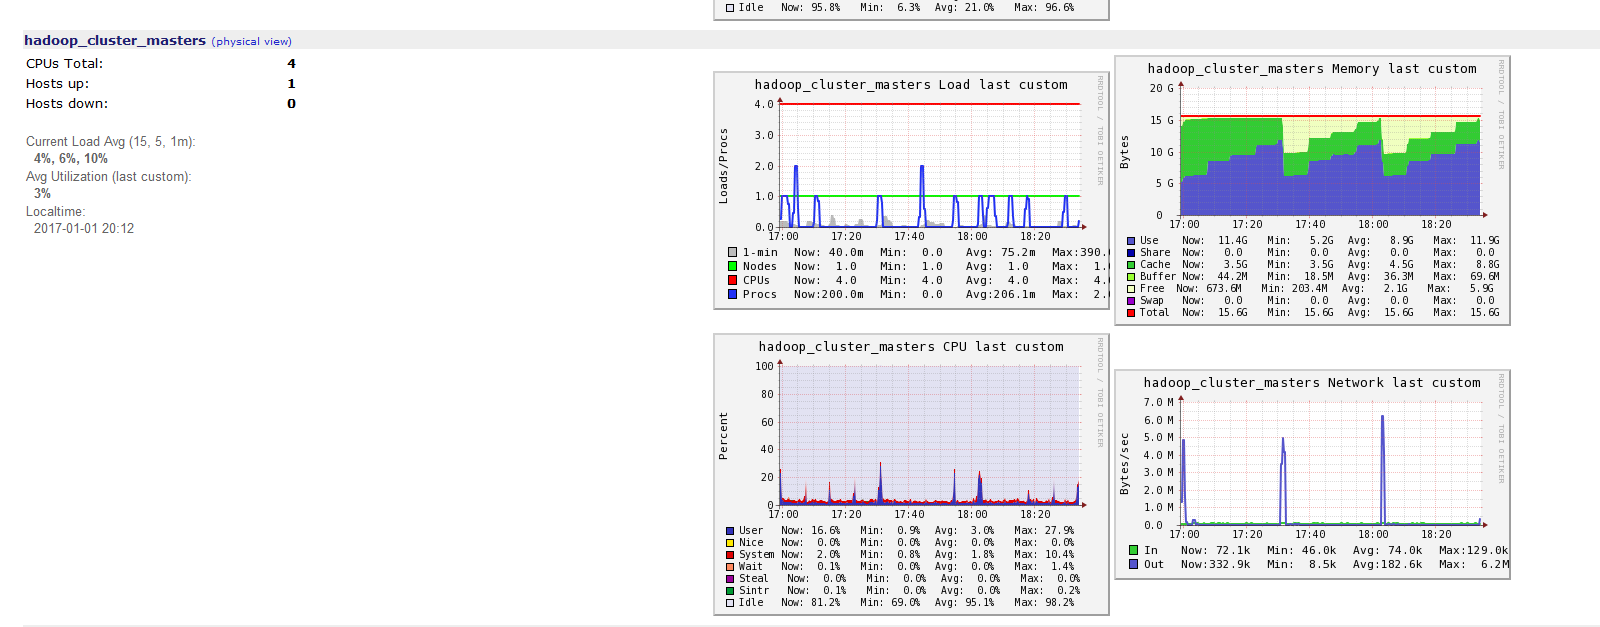 Idle Now: 95.8% Min: 6.3% Avg: 21.0% Max: 96.6%
hadoop_cluster_masters (physical view)
CPUs Total: 4
Hosts up: 1
Hosts down: 0
Current Load Avg (15, 5, 1m):
4%, 6%, 10%
Avg Utilization (last custom):
3%
Localtime:
2017-01-01 20:12
hadoop_cluster_masters Load last custom
RRDTOOL / TOBI OETIKER
Loads/Procs
4.0
3.0
2.0
1.0
0.0
17:00 17:20 17:40 18:00 18:20
1-min Now: 40.0m Min: 0.0 Avg: 75.2m Max:390.
Nodes Now: 1.0 Min: 1.0 Avg: 1.0 Max: 1.
CPUs Now: 4.0 Min: 4.0 Avg: 4.0 Max: 4.
Procs Now:200.0m Min: 0.0 Avg:206.1m Max: 2.
hadoop_cluster_masters Memory last custom
RRDTOOL / TOBI OETIKER
Bytes
20 G
15 G
10 G
5 G
0
17:00 17:20 17:40 18:00 18:20
Use Now: 11.4G Min: 5.2G Avg: 8.9G Max: 11.9G
Share Now: 0.0 Min: 0.0 Avg: 0.0 Max: 0.0
Cache Now: 3.5G Min: 3.5G Avg: 4.5G Max: 8.8G
Buffer Now: 44.2M Min: 18.5M Avg: 36.3M Max: 69.6M
Free Now: 673.6M Min: 203.4M Avg: 2.1G Max: 5.9G
Swap Now: 0.0 Min: 0.0 Avg: 0.0 Max: 0.0
Total Now: 15.6G Min: 15.6G Avg: 15.6G Max: 15.6G
hadoop_cluster_masters CPU last custom
RRDTOOL / TOBI OETIKER
Percent
100
80
60
40
20
0
17:00 17:20 17:40 18:00 18:20
User Now: 16.6% Min: 0.9% Avg: 3.0% Max: 27.9%
Nice Now: 0.0% Min: 0.0% Avg: 0.0% Max: 0.0%
System Now: 2.0% Min: 0.8% Avg: 1.8% Max: 10.4%
Wait Now: 0.1% Min: 0.0% Avg: 0.0% Max: 1.4%
Steal Now: 0.0% Min: 0.0% Avg: 0.0% Max: 0.0%
Sintr Now: 0.1% Min: 0.0% Avg: 0.0% Max: 0.2%
Idle Now: 81.2% Min: 69.0% Avg: 95.1% Max: 98.2%
hadoop_cluster_masters Network last custom
RRDTOOL / TOBI OETIKER
Bytes/sec
7.0 M
6.0 M
5.0 M
4.0 M
3.0 M
2.0 M
1.0 M
0.0
17:00 17:20 17:40 18:00 18:20
In Now: 72.1k Min: 46.0k Avg: 74.0k Max:129.0k
Out Now:332.9k Min: 8.5k Avg:182.6k Max: 6.2M